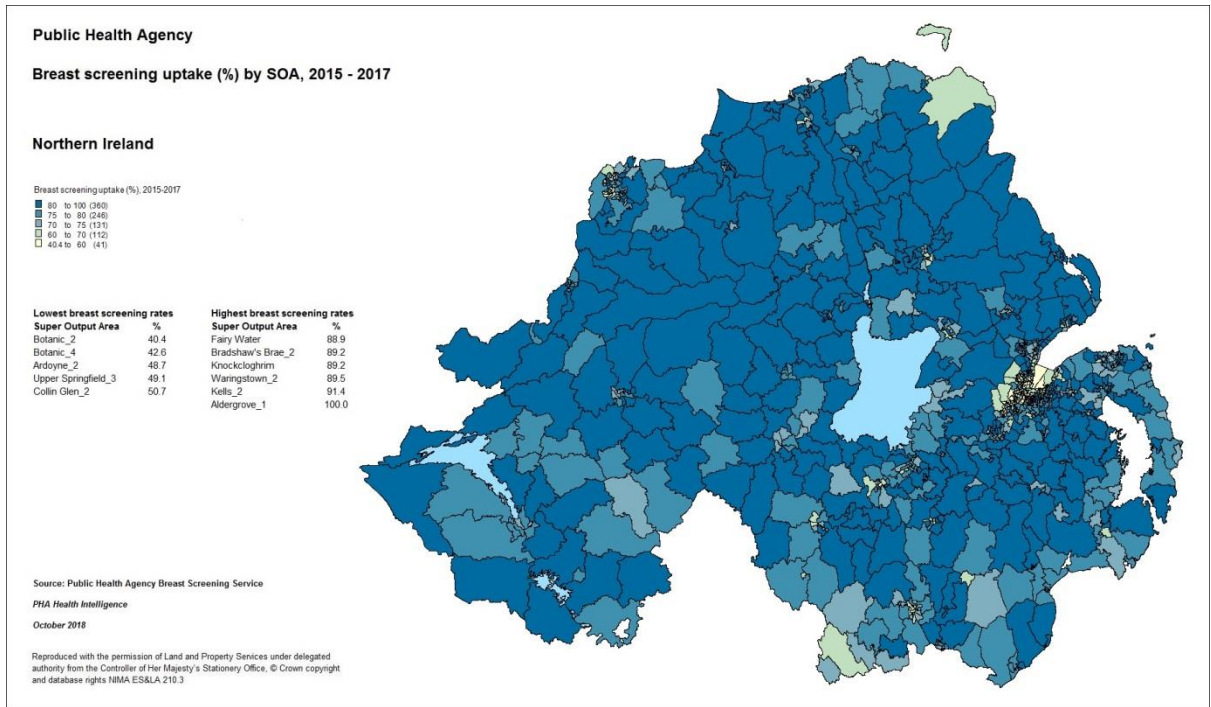 Public Health Agency
Breast screening uptake (%) by SOA, 2015 - 2017
Northern Ireland
Breast screening uptake (%), 2015-2017
80 to 100 (360)
75 to 80 (246)
70 to 75 (131)
60 to 70 (112)
40.4 to 60 (41)
Lowest breast screening rates
Super Output Area %
Botanic_2 40.4
Botanic_4 42.6
Ardoyne_2 48.7
Upper Springfield_3 49.1
Collin Glen_2 50.7
Highest breast screening rates
Super Output Area %
Fairy Water 88.9
Bradshaw's Brae_2 89.2
Knockcloghrim 89.2
Waringstown_2 89.5
Kells_2 91.4
Aldergrove_1 100.0
Source: Public Health Agency Breast Screening Service
PHA Health Intelligence
October 2018
Reproduced with the permission of Land and Property Services under delegated
authority from the Controller of Her Majesty's Stationery Office, © Crown copyright
and database rights NIMA ES&LA 210.3